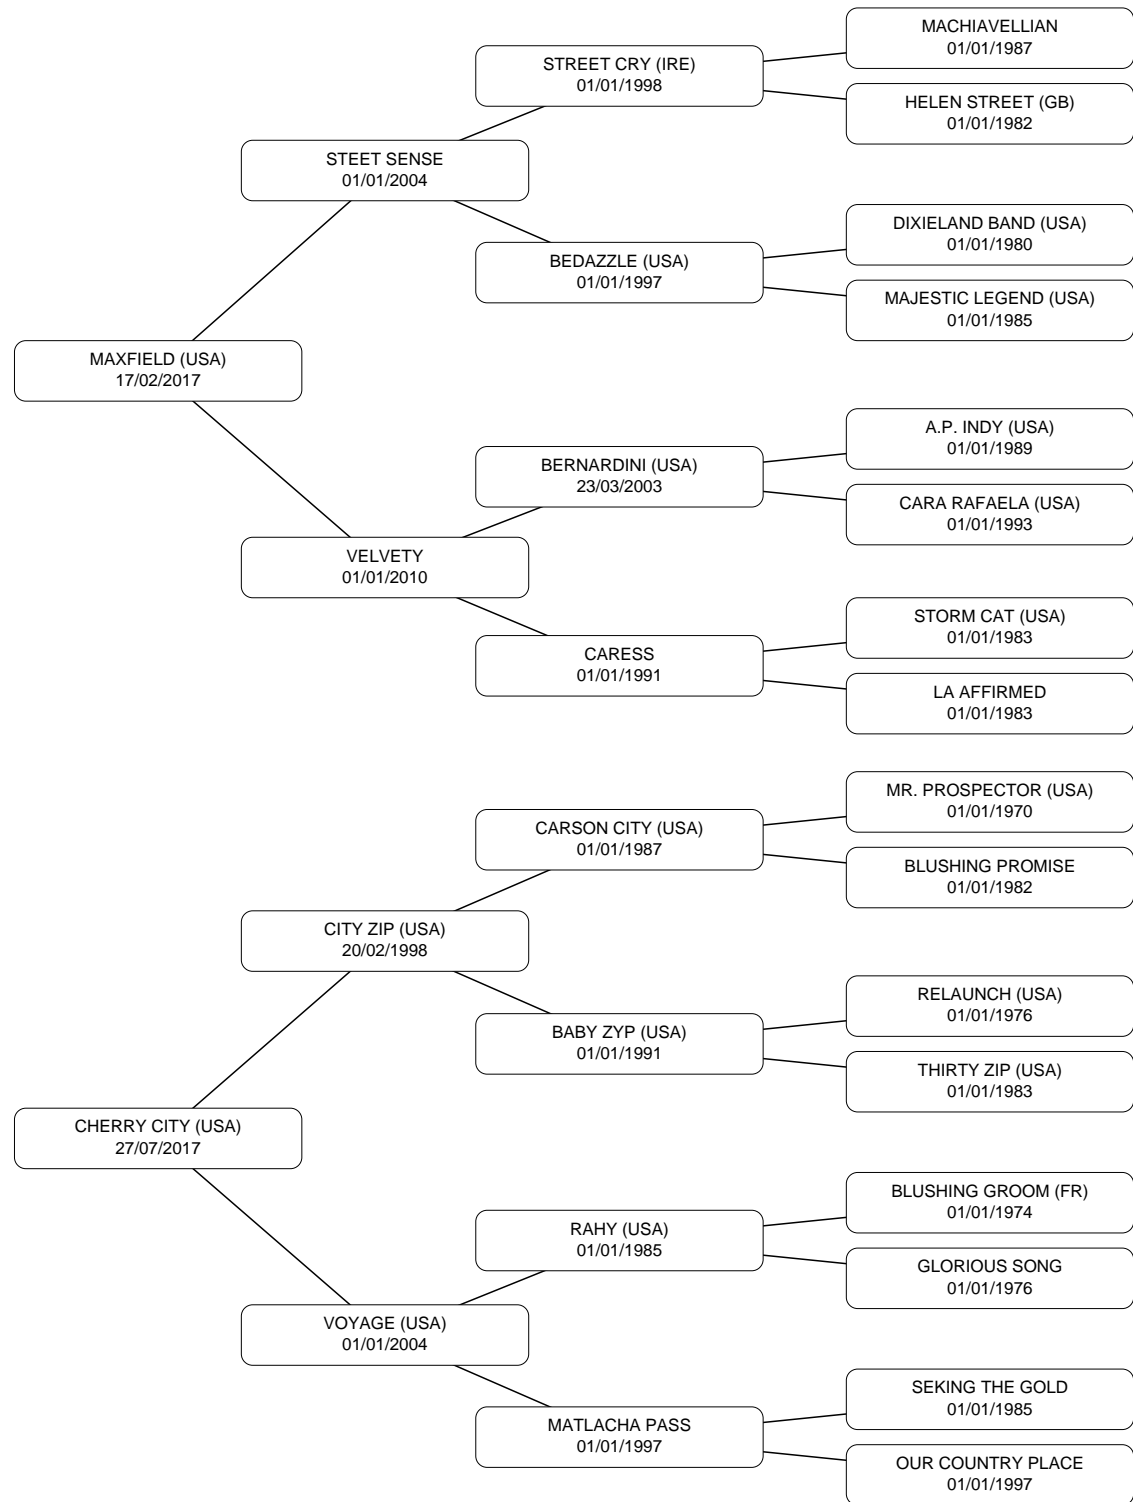 MACHIAVELLIAN
01/01/1987
STREET CRY (IRE)
01/01/1998
HELEN STREET (GB)
01/01/1982
STEET SENSE
01/01/2004
DIXIELAND BAND (USA)
01/01/1980
BEDAZZLE (USA)
01/01/1997
MAJESTIC LEGEND (USA)
01/01/1985
MAXFIELD (USA)
17/02/2017
A.P. INDY (USA)
01/01/1989
BERNARDINI (USA)
23/03/2003
CARA RAFAELA (USA)
01/01/1993
VELVETY
01/01/2010
STORM CAT (USA)
01/01/1983
CARESS
01/01/1991
LA AFFIRMED
01/01/1983
MR. PROSPECTOR (USA)
01/01/1970
CARSON CITY (USA)
01/01/1987
BLUSHING PROMISE
01/01/1982
CITY ZIP (USA)
20/02/1998
RELAUNCH (USA)
01/01/1976
BABY ZYP (USA)
01/01/1991
THIRTY ZIP (USA)
01/01/1983
CHERRY CITY (USA)
27/07/2017
BLUSHING GROOM (FR)
01/01/1974
RAHY (USA)
01/01/1985
GLORIOUS SONG
01/01/1976
VOYAGE (USA)
01/01/2004
SEKING THE GOLD
01/01/1985
MATLACHA PASS
01/01/1997
OUR COUNTRY PLACE
01/01/1997